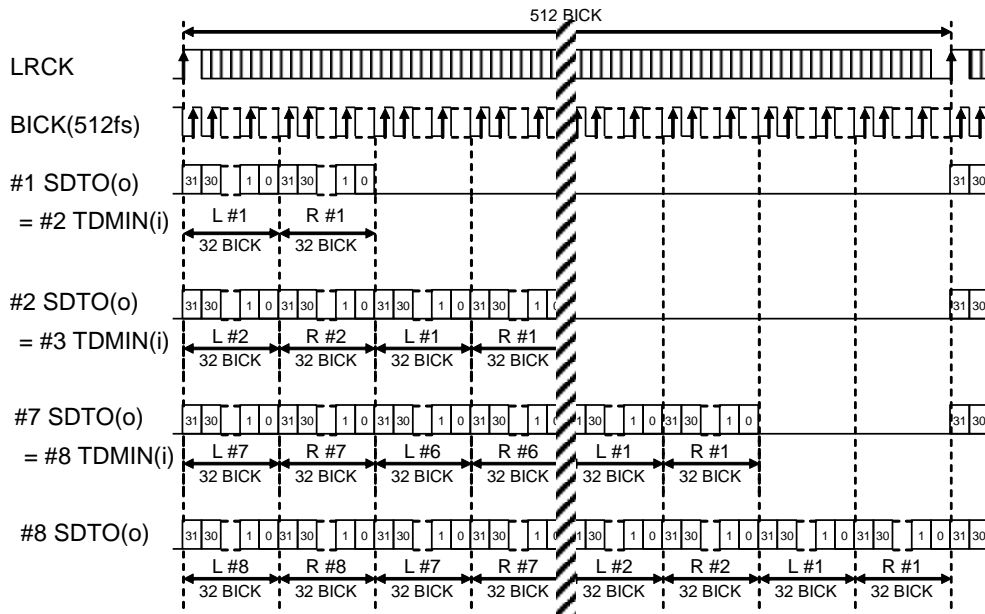 512 BICK
LRCK
BICK(512fs)
#1 SDTO(o) 31 30 1 0 31 30 1 0 31 30
= #2 TDMIN(i) L #1 R #1
32 BICK 32 BICK
#2 SDTO(o) 31 30 1 0 31 30 1 0 31 30 1 0 31 30 1 31 30
= #3 TDMIN(i) L #2 R #2 L #1 R #1
32 BICK 32 BICK 32 BICK 32 BICK
#7 SDTO(o) 31 30 1 0 31 30 1 0 31 30 1 0 31 30 1 30 1 0 31 30 1 0 31 30
= #8 TDMIN(i) L #7 R #7 L #6 R #6 L #1 R #1
32 BICK 32 BICK 32 BICK 32 BICK 32 BICK 32 BICK
#8 SDTO(o) 31 30 1 0 31 30 1 0 31 30 1 0 31 30 1 30 1 0 31 30 1 0 31 30 1 0 31 30 1 0 31 30
L #8 R #8 L #7 R #7 L #2 R #2 L #1 R #1
32 BICK 32 BICK 32 BICK 32 BICK 32 BICK 32 BICK 32 BICK 32 BICK